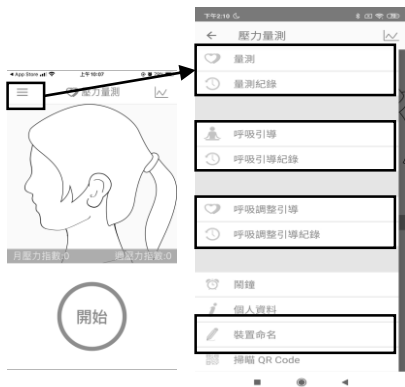 App Store
上午10:07
壓力量測
月壓力指數:0
週壓力指數:0
開始
下午2:10
壓力量測
量測
量測紀錄
呼吸引導
呼吸引導紀錄
呼吸調整引導
呼吸調整引導紀錄
鬧鐘
個人資料
裝置命名
掃瞄 QR Code